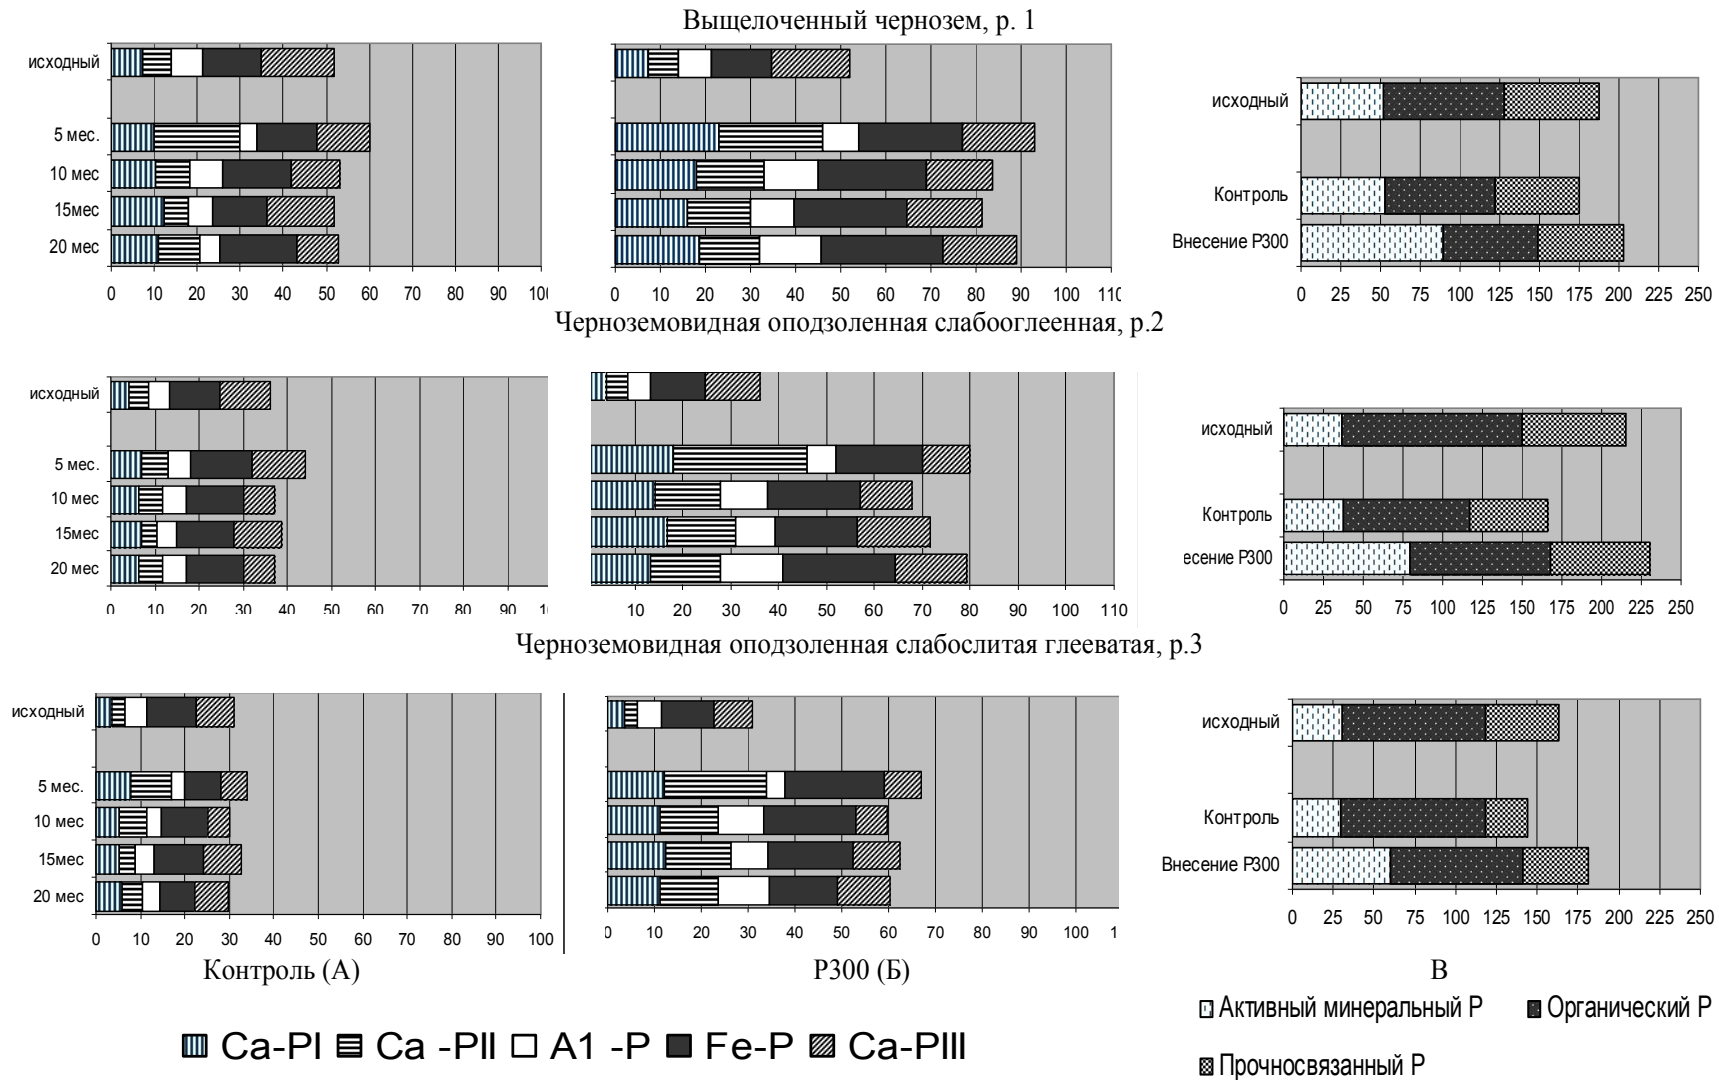 Выщелоченный чернозем, р. 1
исходный
5 мес.
10 мес
15мес
20 мес
0 10 20 30 40 50 60 70 80 90 10
0 10 20 30 40 50 60 70 80 90 100 11
исходный
Контроль
Внесение Р300
0 25 50 75 100 125 150 175 200 225 250
Черноземовидная оподзоленная слабооглеенная, р.2
исходный
5 мес.
10 мес
15мес
20 мес
0 10 20 30 40 50 60 70 80 90 1
10 20 30 40 50 60 70 80 90 100 110
исходный
Контроль
есение Р300
0 25 50 75 100 125 150 175 200 225 250
Черноземовидная оподзоленная слабослитая глееватая, р.3
исходный
5 мес.
10 мес
15мес
20 мес
0 10 20 30 40 50 60 70 80 90 100
0 10 20 30 40 50 60 70 80 90 100 1
исходный
Контроль
Внесение Р300
0 25 50 75 100 125 150 175 200 225 250
Контроль (А)
Р300 (Б)
В
Ca-PI Ca -PII A1 -P Fe-P Ca-PIII
Активный минеральный Р Органический Р
Прочносвязанный Р